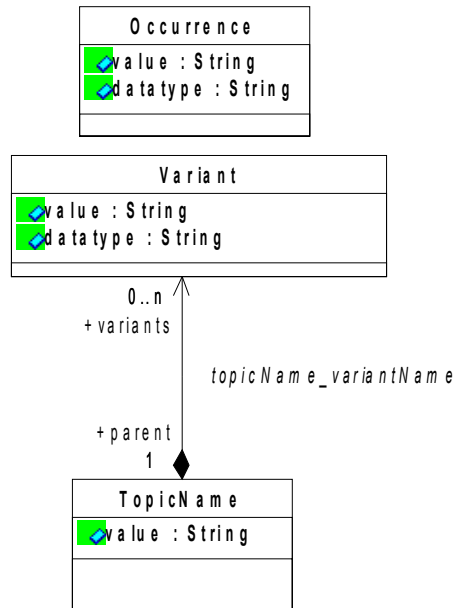 Occurrence
value : String
datatype : String
Variant
value : String
datatype : String
0..n
+variants
topicName_variantName
+parent
1
TopicName
value : String